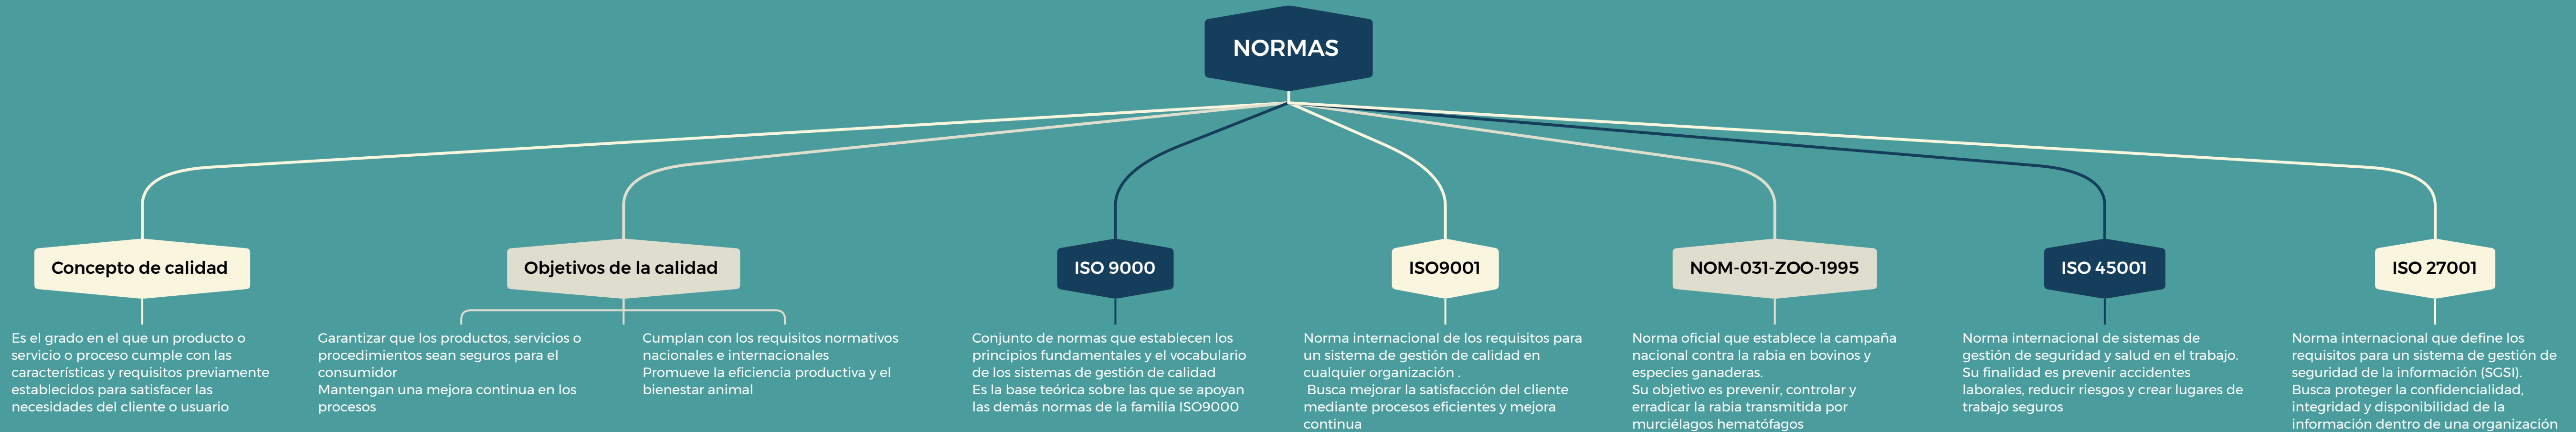 NORMAS
Concepto de calidad
Es el grado en el que un producto o
servicio o proceso cumple con las
características y requisitos previamente
establecidos para satisfacer las
necesidades del cliente o usuario
Objetivos de la calidad
Garantizar que los productos, servicios o
procedimientos sean seguros para el
consumidor
Mantengan una mejora continua en los
procesos
Cumplan con los requisitos normativos
nacionales e internacionales
Promueve la eficiencia productiva y el
bienestar animal
ISO 9000
Conjunto de normas que establecen los
principios fundamentales y el vocabulario
de los sistemas de gestión de calidad
Es la base teórica sobre las que se apoyan
las demás normas de la familia ISO9000
ISO9001
Norma internacional de los requisitos para
un sistema de gestión de calidad en
cualquier organización .
Busca mejorar la satisfacción del cliente
mediante procesos eficientes y mejora
continua
NOM-031-ZOO-1995
Norma oficial que establece la campaña
nacional contra la rabia en bovinos y
especies ganaderas.
Su objetivo es prevenir, controlar y
erradicar la rabia transmitida por
murciélagos hematófagos
ISO 45001
Norma internacional de sistemas de
gestión de seguridad y salud en el trabajo.
Su finalidad es prevenir accidentes
laborales, reducir riesgos y crear lugares de
trabajo seguros
ISO 27001
Norma internacional que define los
requisitos para un sistema de gestión de
seguridad de la información (SGSI).
Busca proteger la confidencialidad,
integridad y disponibilidad de la
información dentro de una organización